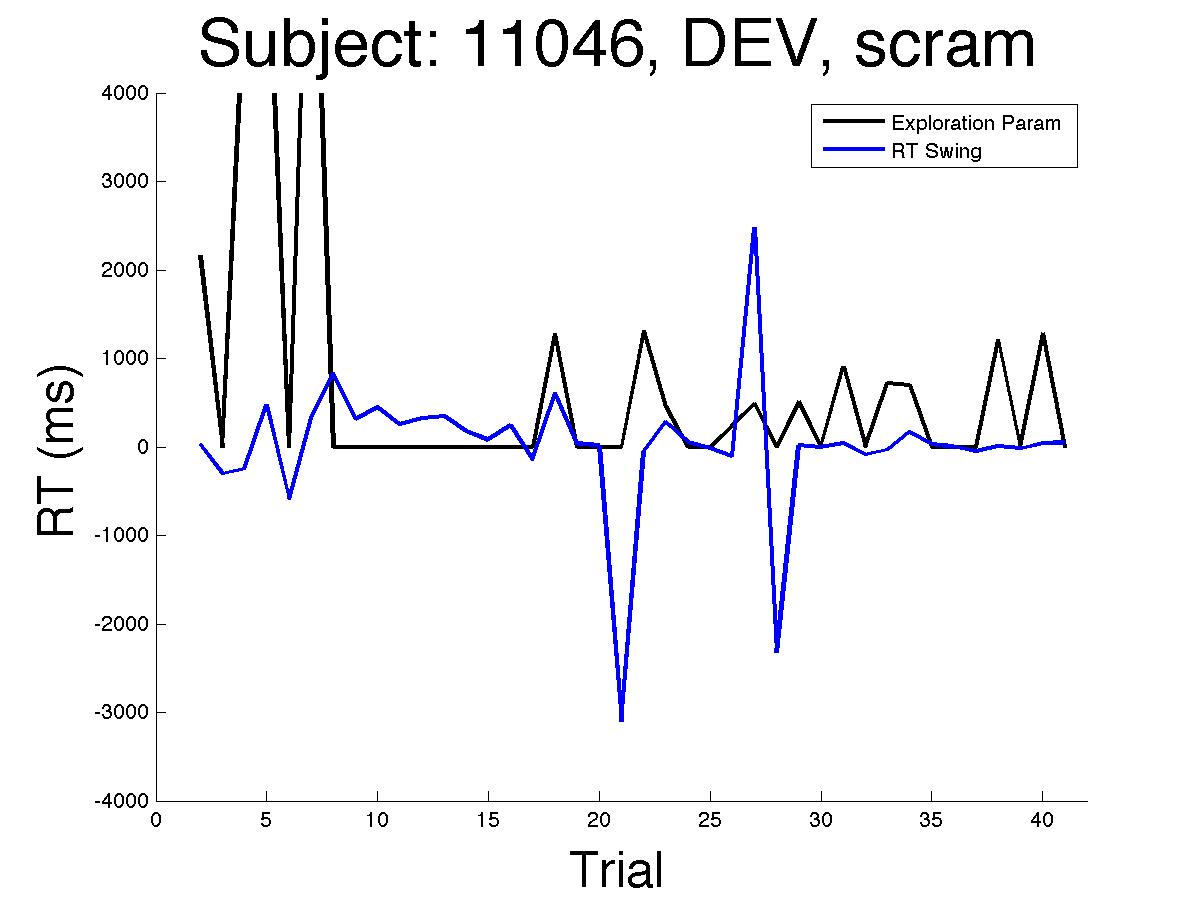 Subject: 11046, DEV, scram
4000
3000
2000
1000
0
-1000
-2000
-3000
-4000
RT (ms)
Exploration Param
RT Swing
0 5 10 15 20 25 30 35 40
Trial